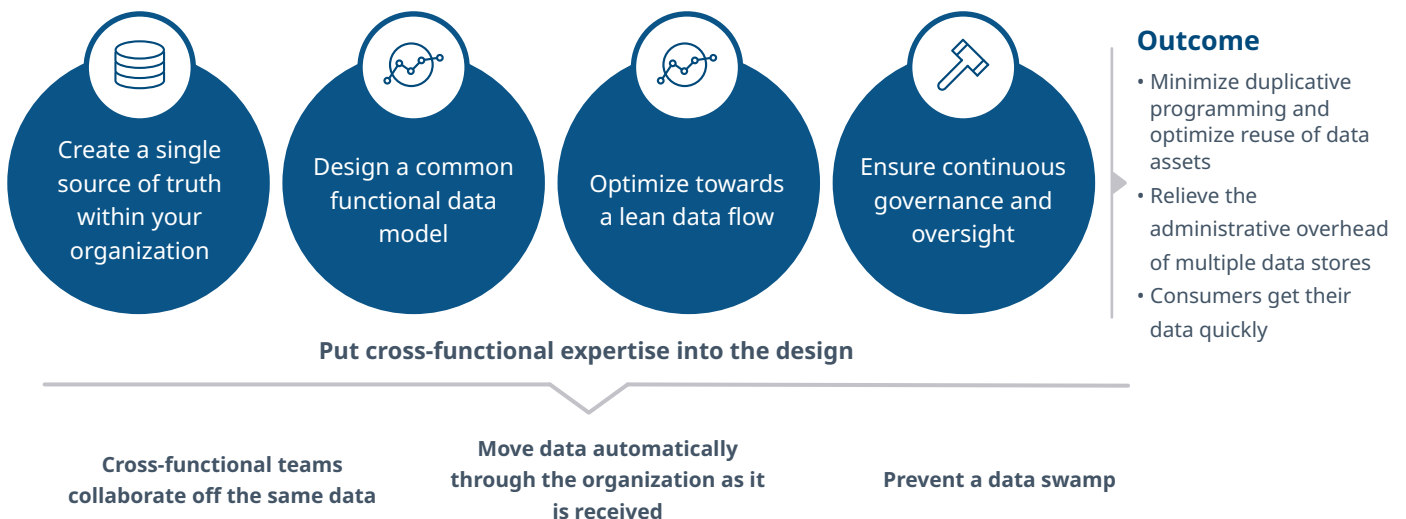 Create a single
source of truth
within your
organization
Design a common
functional data
model
Optimize towards
a lean data flow
Ensure continuous
governance and
oversight
Outcome
• Minimize duplicative
programming and
optimize reuse of data
assets
• Relieve the
administrative overhead
of multiple data stores
• Consumers get their
data quickly
Put cross-functional expertise into the design
Cross-functional teams
collaborate off the same data
Move data automatically
through the organization as it
is received
Prevent a data swamp